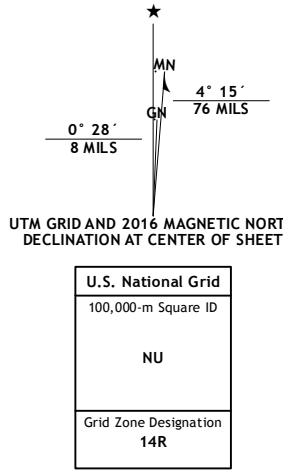 MN
GN
4° 15´
76 MILS
0° 28´
8 MILS
UTM GRID AND 2016 MAGNETIC NORT
DECLINATION AT CENTER OF SHEET
U.S. National Grid
100,000-m Square ID
NU
Grid Zone Designation
14R